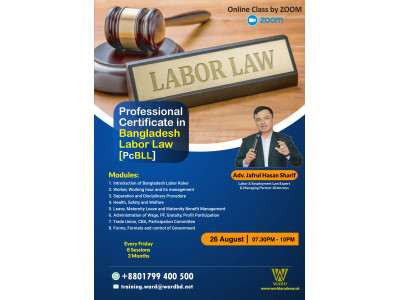 Online Class by ZOOM
zoom
LABOR LAW
Professional
Certificate in
Bangladesh
Labor Law
[PcBLL]
Adv. Jafrul Hasan Sharif
Labor & Employment Law Expert
& Managing Partner-Attorneys
Modules:
1. Introduction of Bangladesh Labor Rules
2. Worker, Working hour and its management
3. Separation and Disciplinary Procedure
4. Health, Safety and Welfare
5. Leave, Maternity Leave and Maternity Benefit Management
6. Administration of Wage, PF, Gratuity, Profit Participation
7. Trade Union, CBA, Participation Committee
8. Forms, Formats and control of Government
Every Friday
8 Sessions
3 Months
26 August | 07.30PM - 10PM
+8801799 400 500
training.ward@wardbd.net
WARD
www.wardacademy.uk